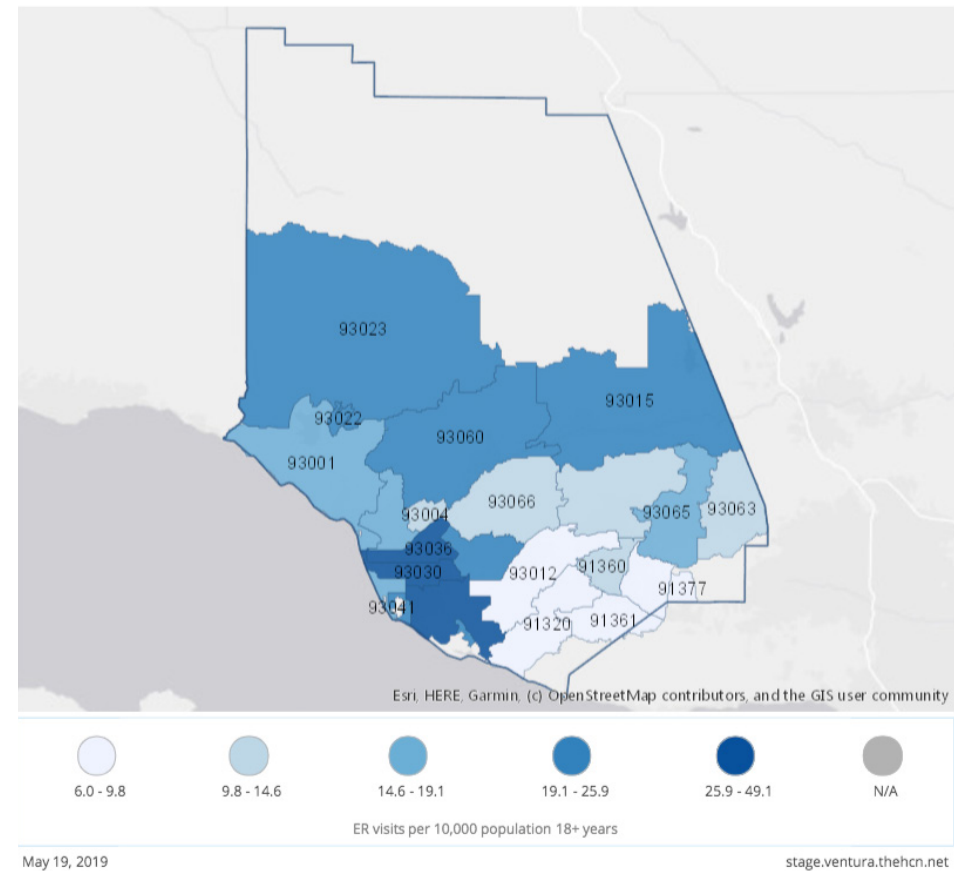 93023
93015
93022
93060
93001
93066
93004
93065
93063
93036
93030
93012
91360
91377
93041
91320
91361
Esri, HERE, Garmin, (c) OpenStreetMap contributors, and the GIS user community
6.0 - 9.8
9.8 - 14.6
14.6 - 19.1
19.1 - 25.9
25.9 - 49.1
N/A
ER visits per 10,000 population 18+ years
May 19, 2019
stage.ventura.thehcn.net